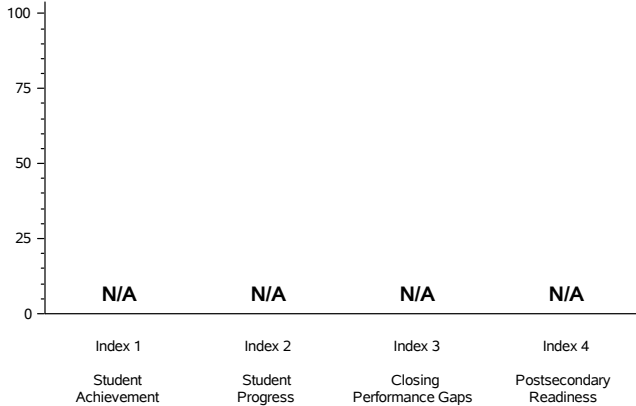 100
75
50
25
0
N/A N/A N/A N/A
Index 1 Index 2 Index 3 Index 4
Student Student Closing Postsecondary
Achievement Progress Performance Gaps Readiness